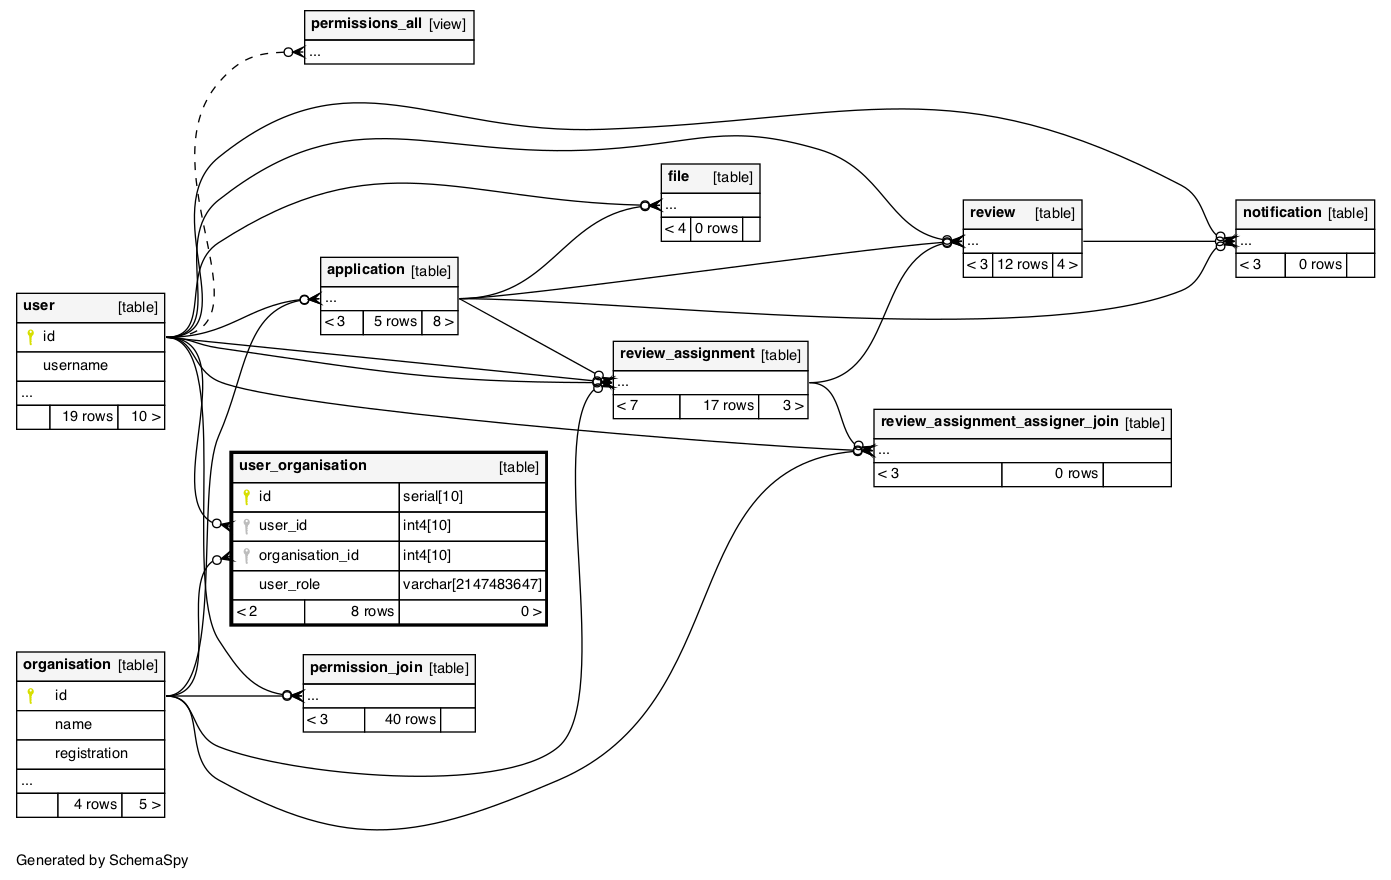 permissions_all [view]
...
file [table]
...
< 4 0 rows
review [table]
...
< 3 12 rows 4 >
notification [table]
...
< 3 0 rows
application [table]
...
< 3 5 rows 8 >
user [table]
id
username
...
19 rows 10 >
review_assignment [table]
...
< 7 17 rows 3 >
review_assignment_assigner_join [table]
...
< 3 0 rows
user_organisation [table]
id serial[10]
user_id int4[10]
organisation_id int4[10]
user_role varchar[2147483647]
< 2 8 rows 0 >
organisation [table]
id
name
registration
...
4 rows 5 >
permission_join [table]
...
< 3 40 rows
Generated by SchemaSpy